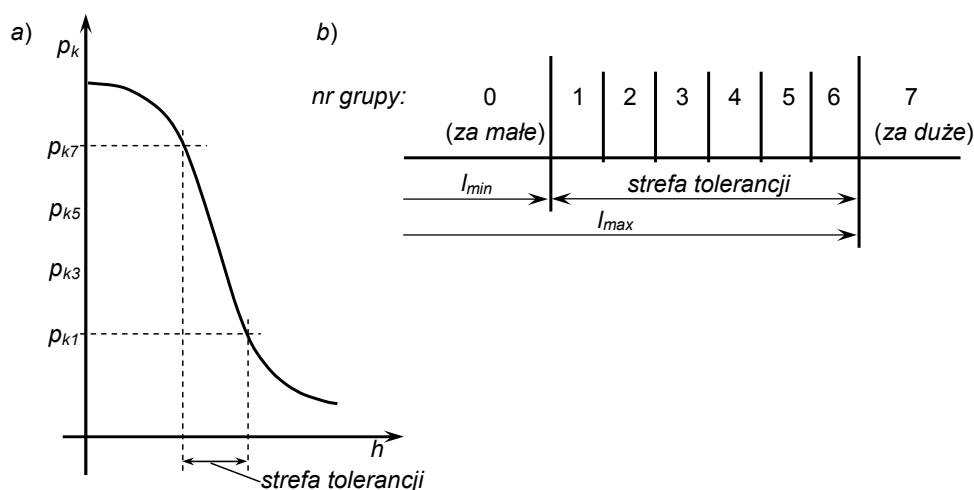 a)
p_k
p_k7
p_k5
p_k3
p_k1
h
strefa tolerancji
b)
nr grupy: 0 1 2 3 4 5 6 7
(za małe) (za duże)
l_min strefa tolerancji
l_max